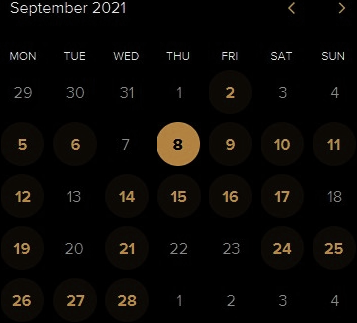 September 2021 < >
MON TUE WED THU FRI SAT SUN
29 30 31 1 2 3 4
5 6 7 8 9 10 11
12 13 14 15 16 17 18
19 20 21 22 23 24 25
26 27 28 1 2 3 4